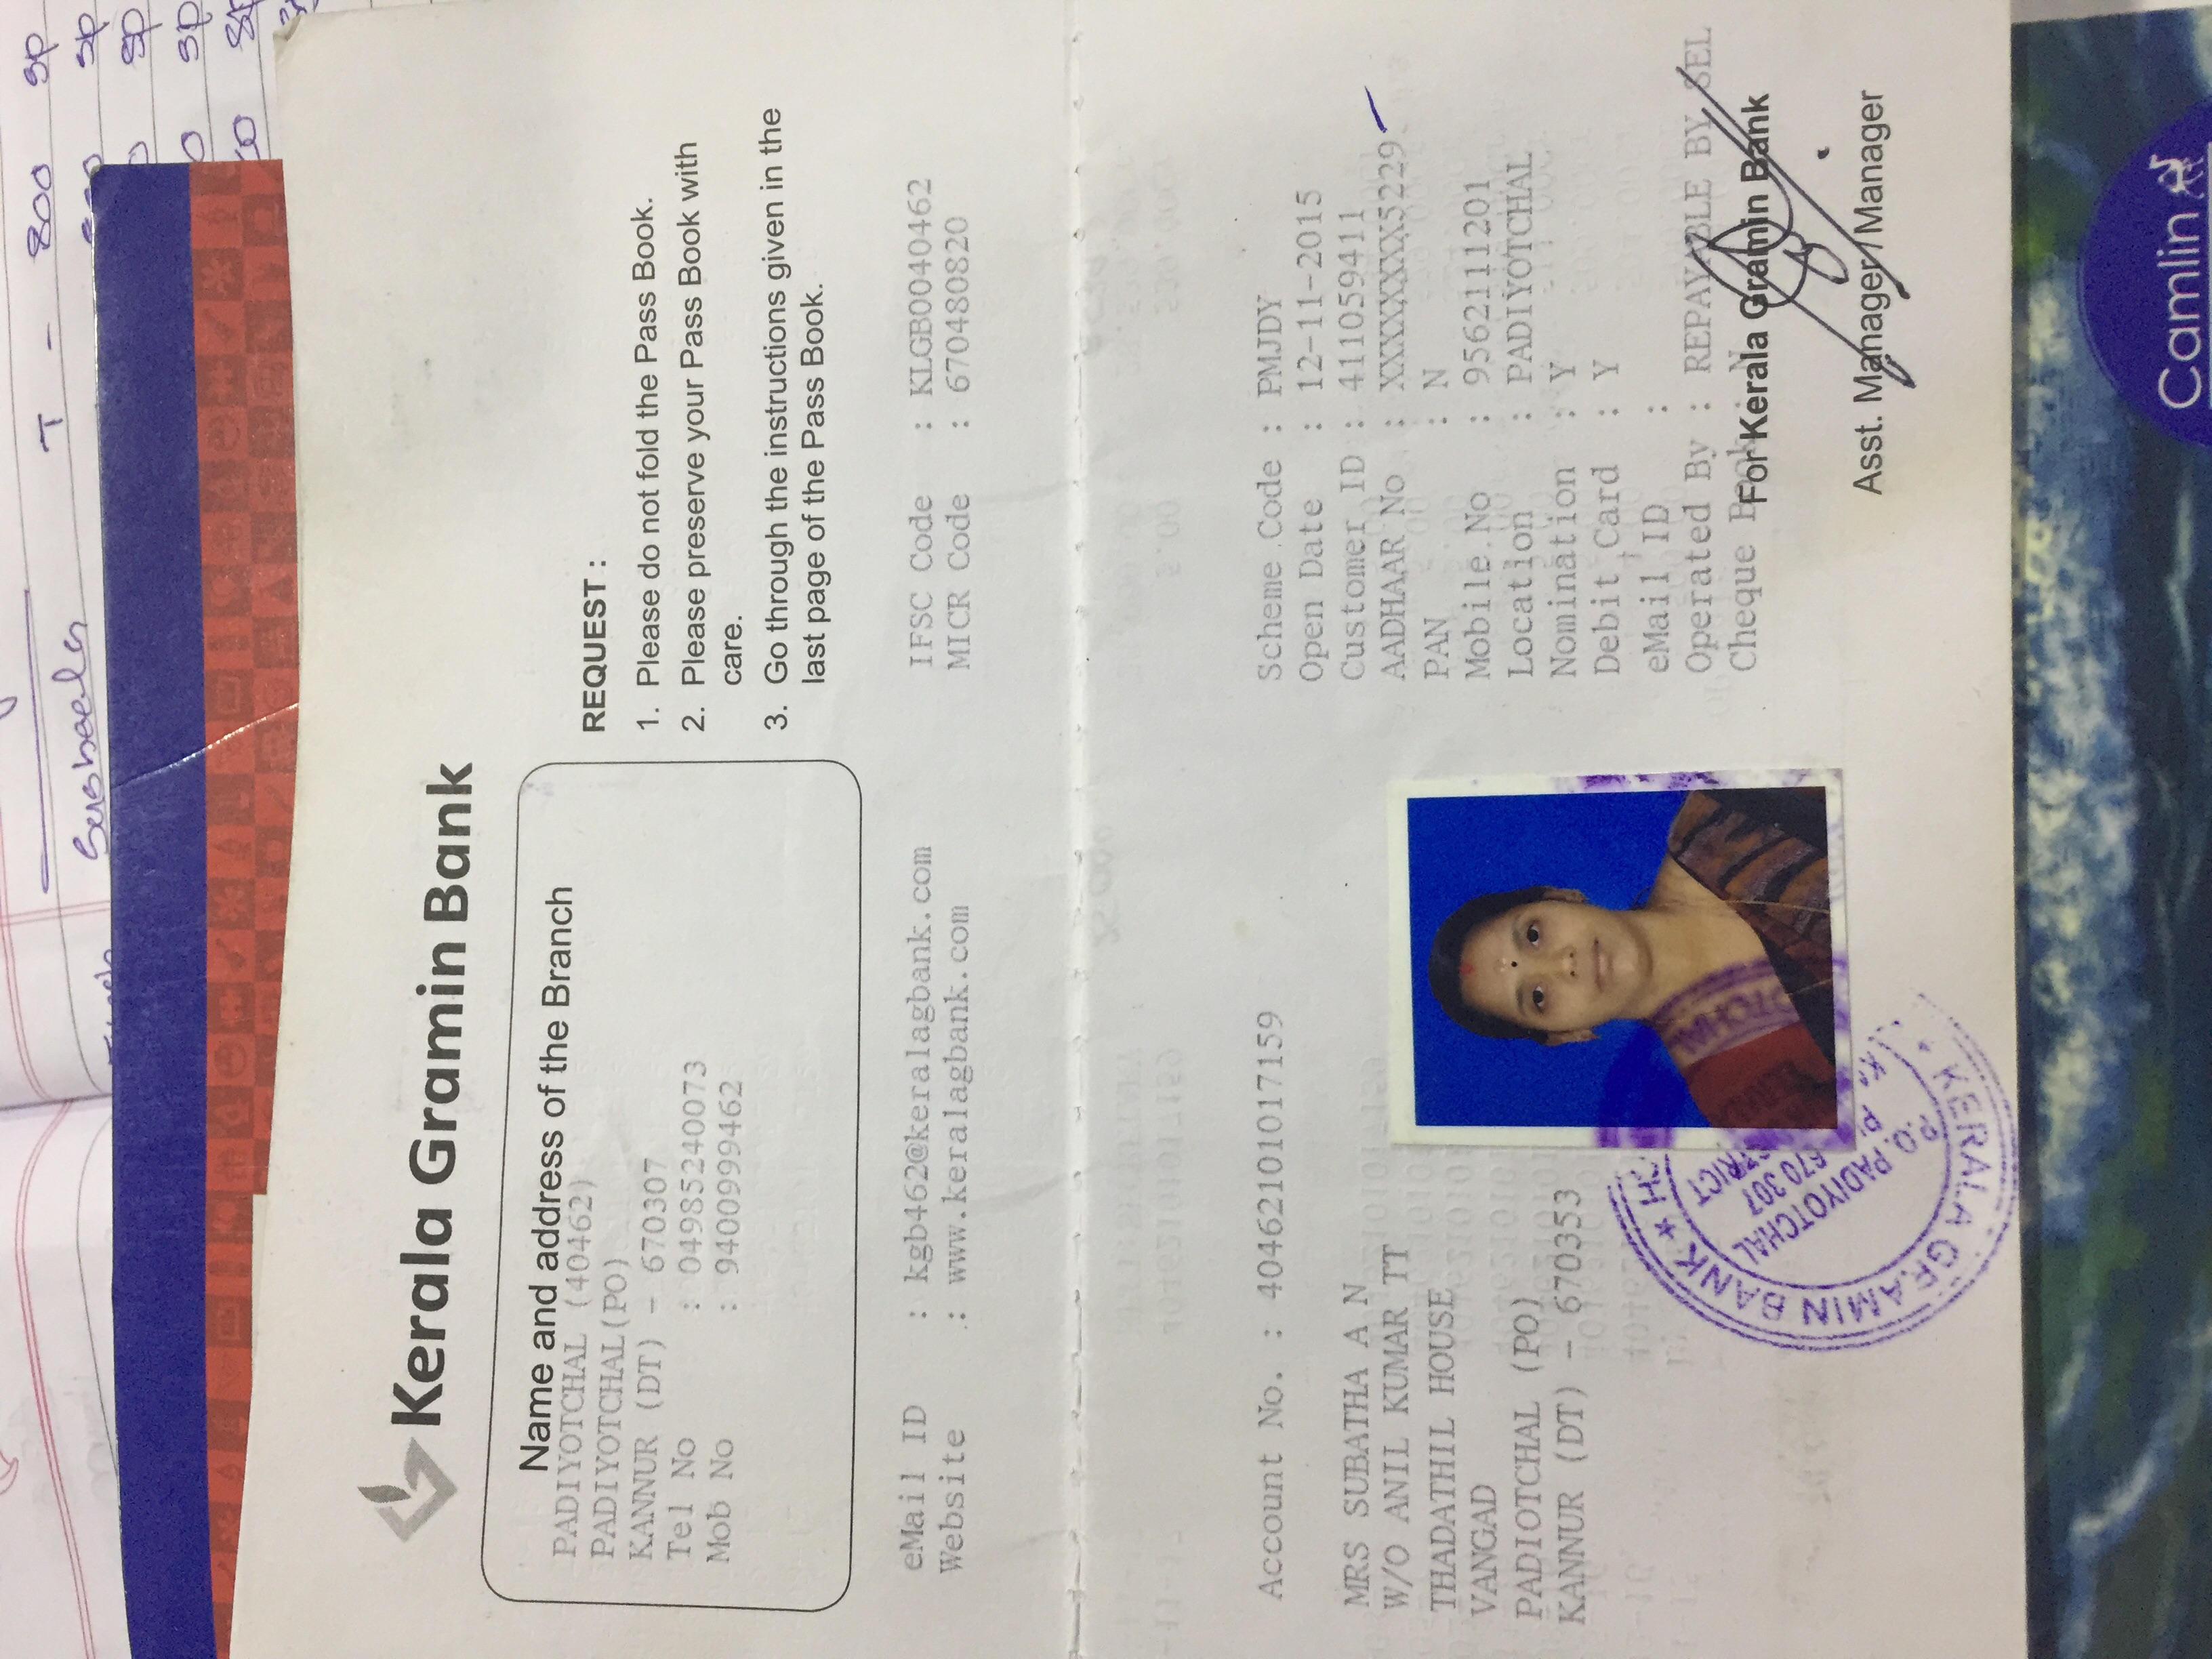 Susheela T - 800 SP
SP
SP
SP
Kerala Gramin Bank
Name and address of the Branch
PADIYOTCHAL (40462)
PADIYOTCHAL(PO)
KANNUR (DT) - 670307
Tel No : 04985240073
Mob No : 9400999462
REQUEST :
1. Please do not fold the Pass Book.
2. Please preserve your Pass Book with
care.
3. Go through the instructions given in the
last page of the Pass Book.
eMail ID : kgb462@keralagbank.com
Website : www.keralagbank.com
IFSC Code : KLGB0040462
MICR Code : 670480820
Account No. : 40462101017159
MRS SUBATHA A N
W/O ANIL KUMAR TT
THADATHIL HOUSE
VANGAD
PADIOTCHAL (PO)
KANNUR (DT) - 670353
Scheme Code : PMJDY
Open Date : 12-11-2015
Customer ID : 411059411
AADHAAR No : XXXXXXXX5229
PAN : N
Mobile No : 9562111201
Location : PADIYOTCHAL
Nomination : Y
Debit Card : Y
eMail ID :
Operated By : REPAYABLE BY SEL
Cheque Book : N
For Kerala Gramin Bank
Asst. Manager / Manager
KERALA GRAMIN BANK
P.O. PADIYOTCHAL
670307
Camlin